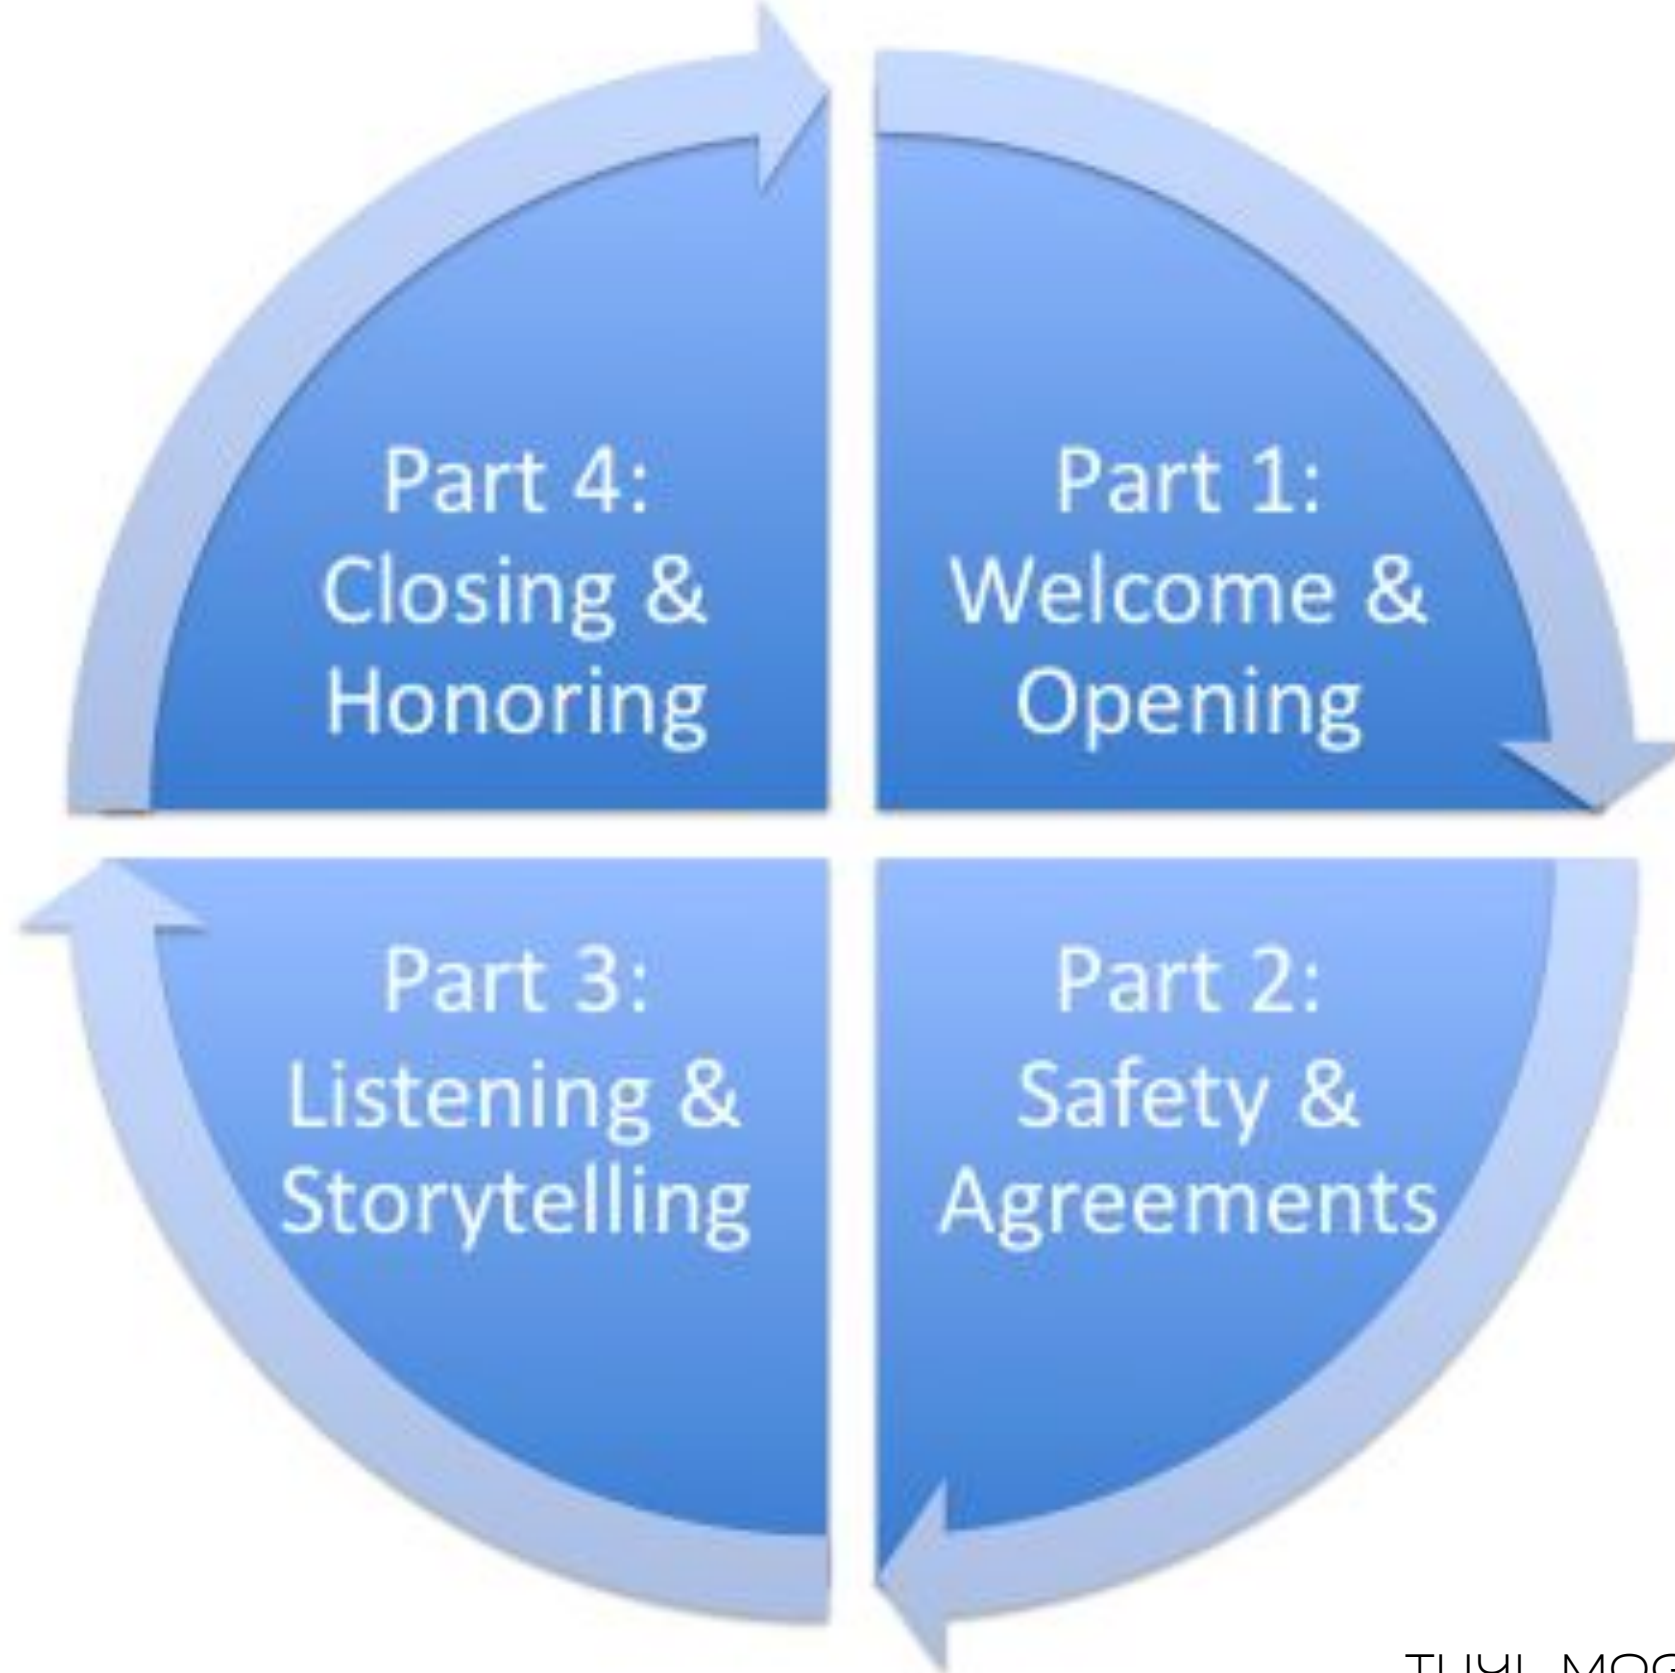 Part 1:
Welcome &
Opening
Part 2:
Safety &
Agreements
Part 3:
Listening &
Storytelling
Part 4:
Closing &
Honoring